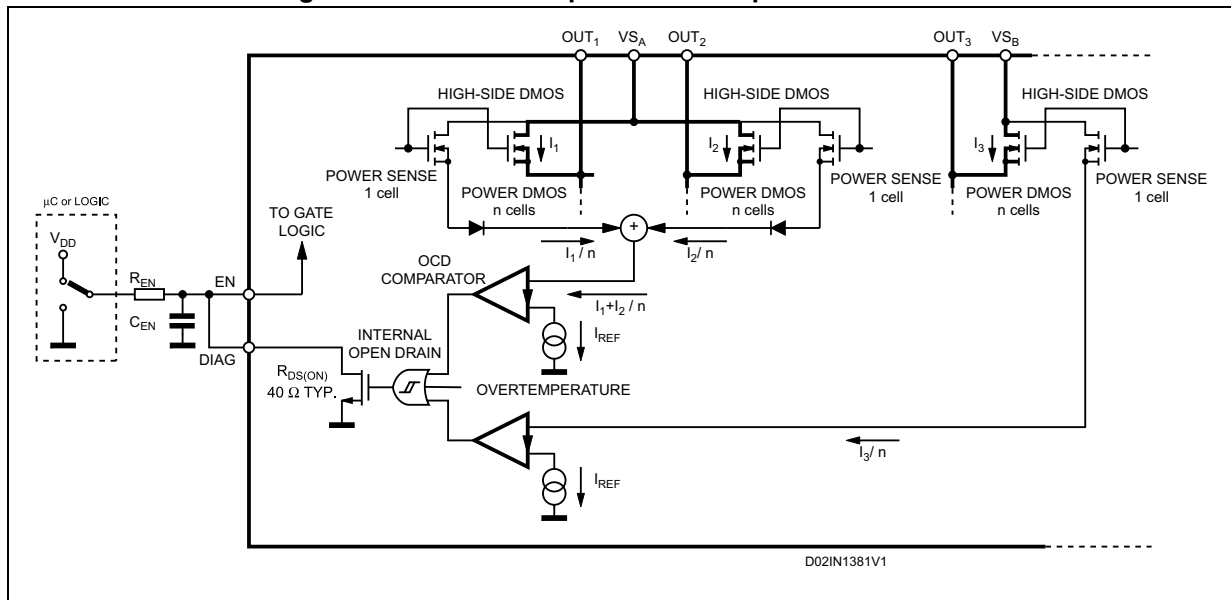 OUT1 VSA OUT2 OUT3 VSB
HIGH-SIDE DMOS HIGH-SIDE DMOS HIGH-SIDE DMOS
I1 I2 I3
POWER SENSE
1 cell
POWER DMOS
n cells
POWER DMOS
n cells
POWER SENSE
1 cell
POWER DMOS
n cells
POWER SENSE
1 cell
μC or LOGIC
VDD
TO GATE
LOGIC
+
I1/ n I2/ n
REN
EN
CEN
DIAG
OCD
COMPARATOR
I1+I2 / n
IREF
INTERNAL
OPEN DRAIN
RDS(ON)
40 Ω TYP.
OVERTEMPERATURE
I3/ n
IREF
D02IN1381V1